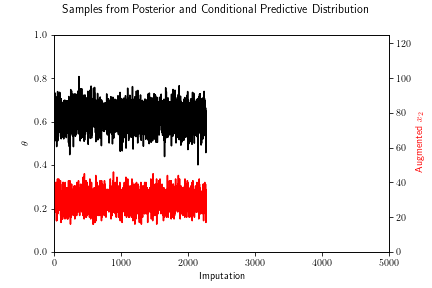 Samples from Posterior and Conditional Predictive Distribution
1.0
0.8
0.6
0.4
0.2
0.0
θ
0 1000 2000 3000 4000 5000
Imputation
120
100
80
60
40
20
0
Augmented x₂